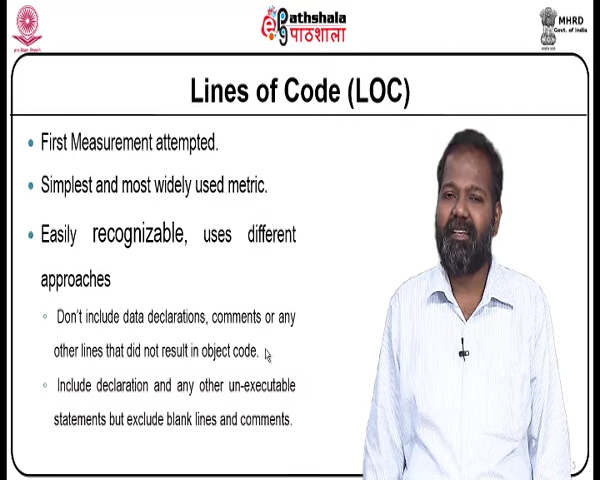 Pathshala
पाठशाला
MHRD
Govt. of India
Lines of Code (LOC)
First Measurement attempted.
Simplest and most widely used metric.
Easily recognizable, uses different
approaches
Don't include data declarations, comments or any
other lines that did not result in object code.
Include declaration and any other un-executable
statements but exclude blank lines and comments.
5